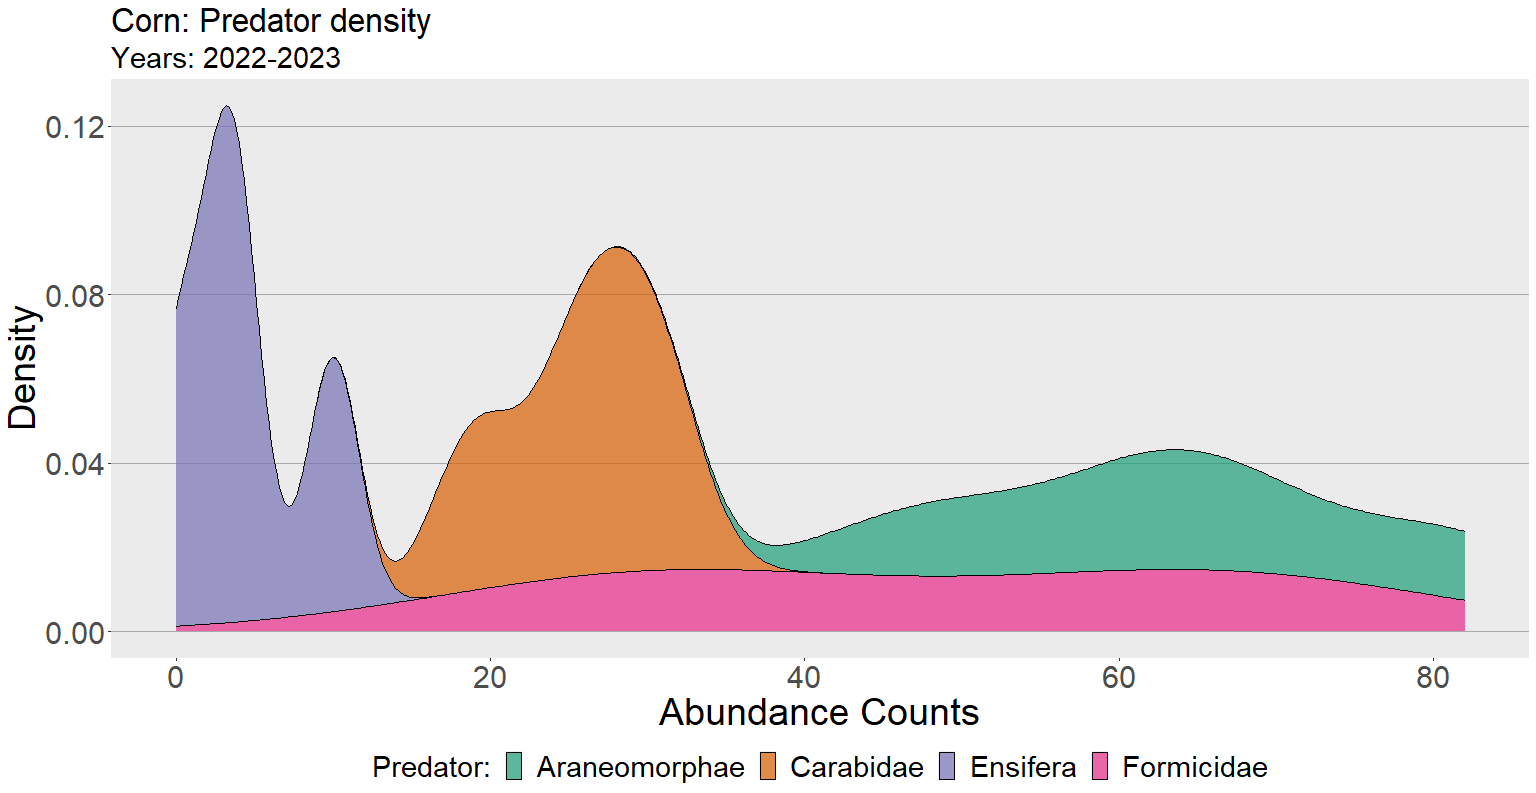 Corn: Predator density
Years: 2022-2023
0.12
0.08
0.04
0.00
Density
0 20 40 60 80
Abundance Counts
Predator: Araneomorphae Carabidae Ensifera Formicidae